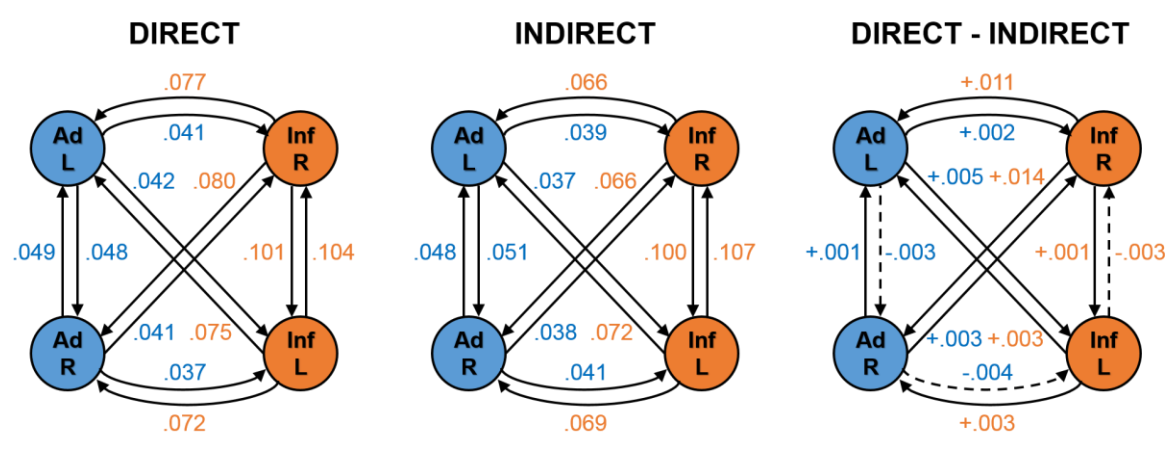 DIRECT
.077
Ad
L
.041
Inf
R
.042 .080
.049 .048 .101 .104
Ad
R
.041 .075
.037
Inf
L
.072
INDIRECT
.066
Ad
L
.039
Inf
R
.037 .066
.048 .051 .100 .107
Ad
R
.038 .072
.041
Inf
L
.069
DIRECT - INDIRECT
+.011
Ad
L
+.002
Inf
R
+.005 +.014
+.001 -.003 +.001 -.003
Ad
R
+.003 +.003
-.004
Inf
L
+.003